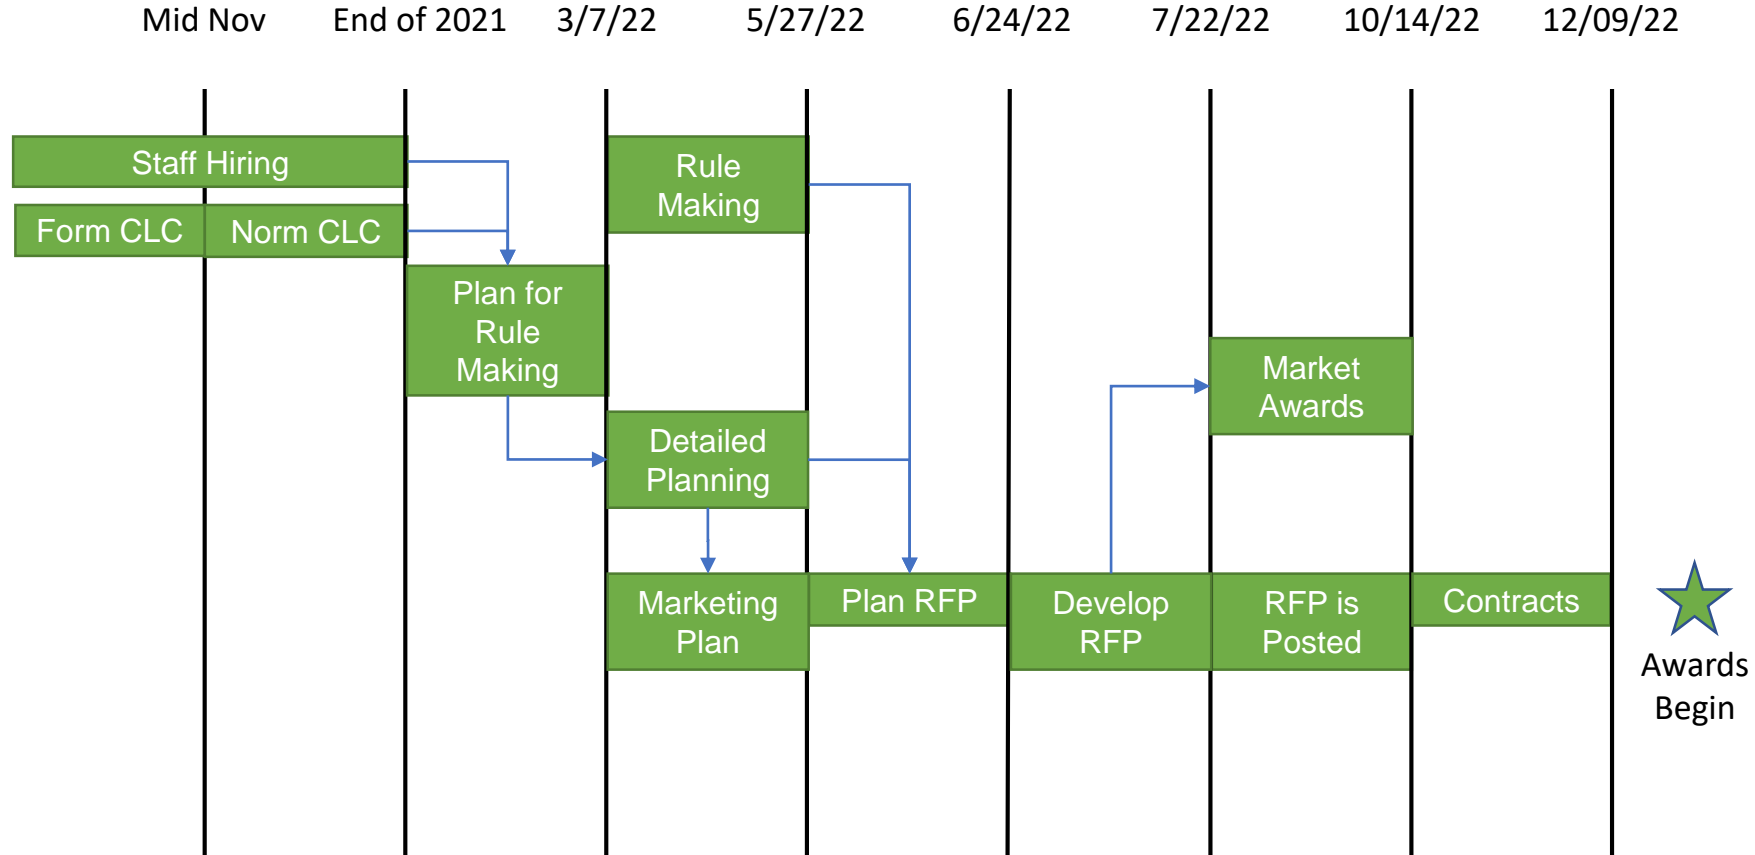 Mid Nov
End of 2021
3/7/22
5/27/22
6/24/22
7/22/22
10/14/22
12/09/22
Staff Hiring
Rule
Making
Form CLC
Norm CLC
Plan for
Rule
Making
Market
Awards
Detailed
Planning
Marketing
Plan
Plan RFP
Develop
RFP
RFP is
Posted
Contracts
Awards
Begin